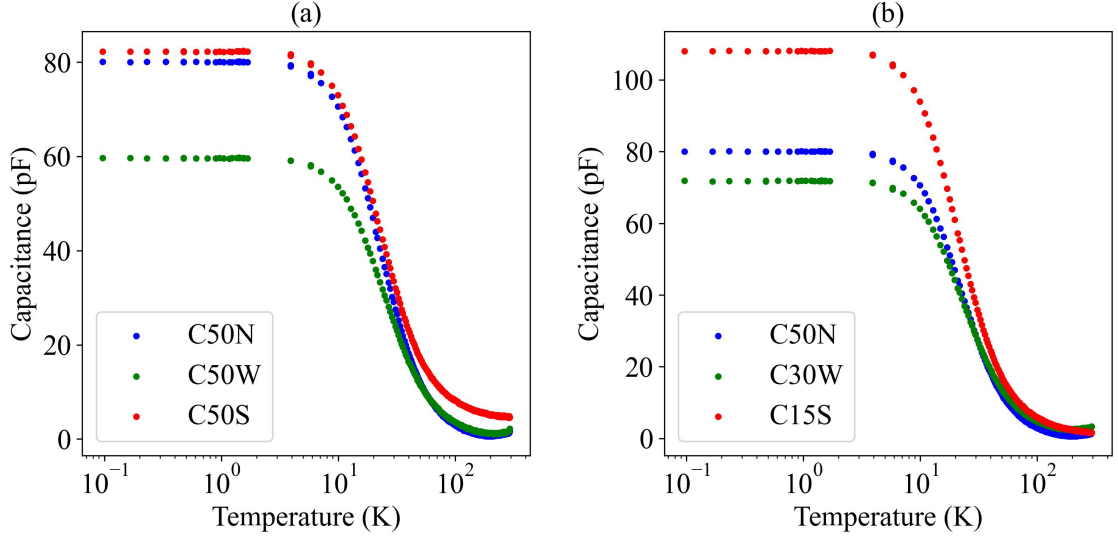 (a)
Capacitance (pF)
80
60
40
20
0
C50N
C50W
C50S
10⁻¹ 10⁰ 10¹ 10²
Temperature (K)
(b)
Capacitance (pF)
100
80
60
40
20
0
C50N
C30W
C15S
10⁻¹ 10⁰ 10¹ 10²
Temperature (K)